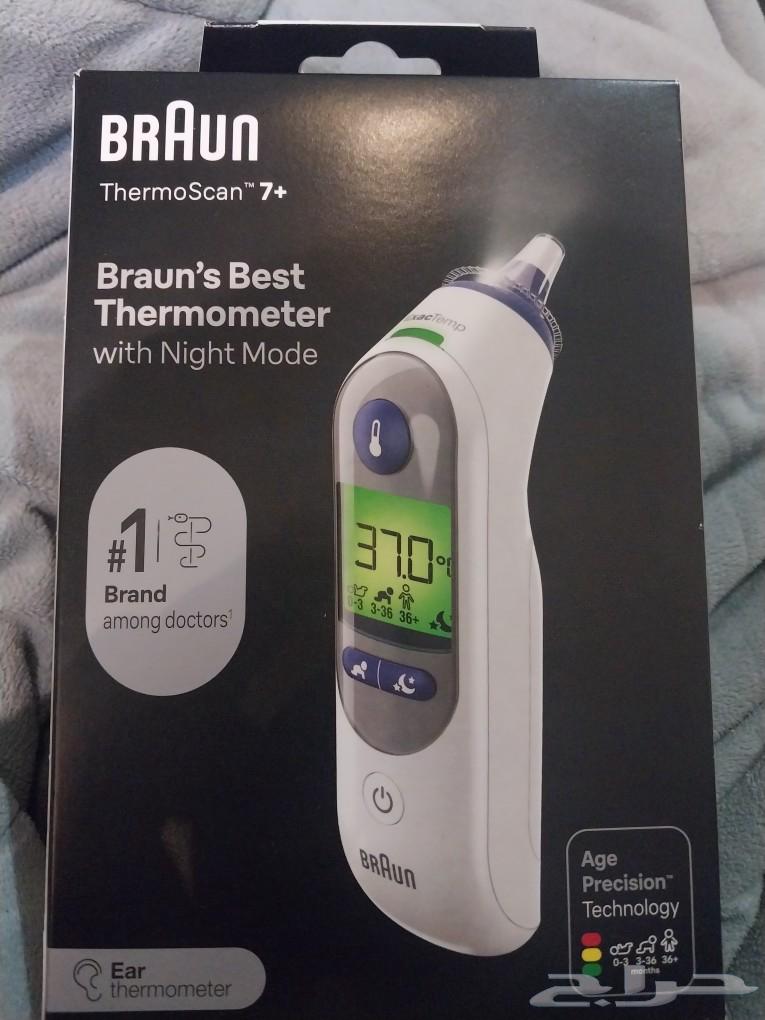 BRAUN
ThermoScan™ 7+
Braun's Best
Thermometer
with Night Mode
ExacTemp
37.0°
0-3 3-36 36+
#1
Brand
among doctors¹
BRAUN
Age
Precision™
Technology
0-3 3-36 36+
months
Ear
thermometer
حراج